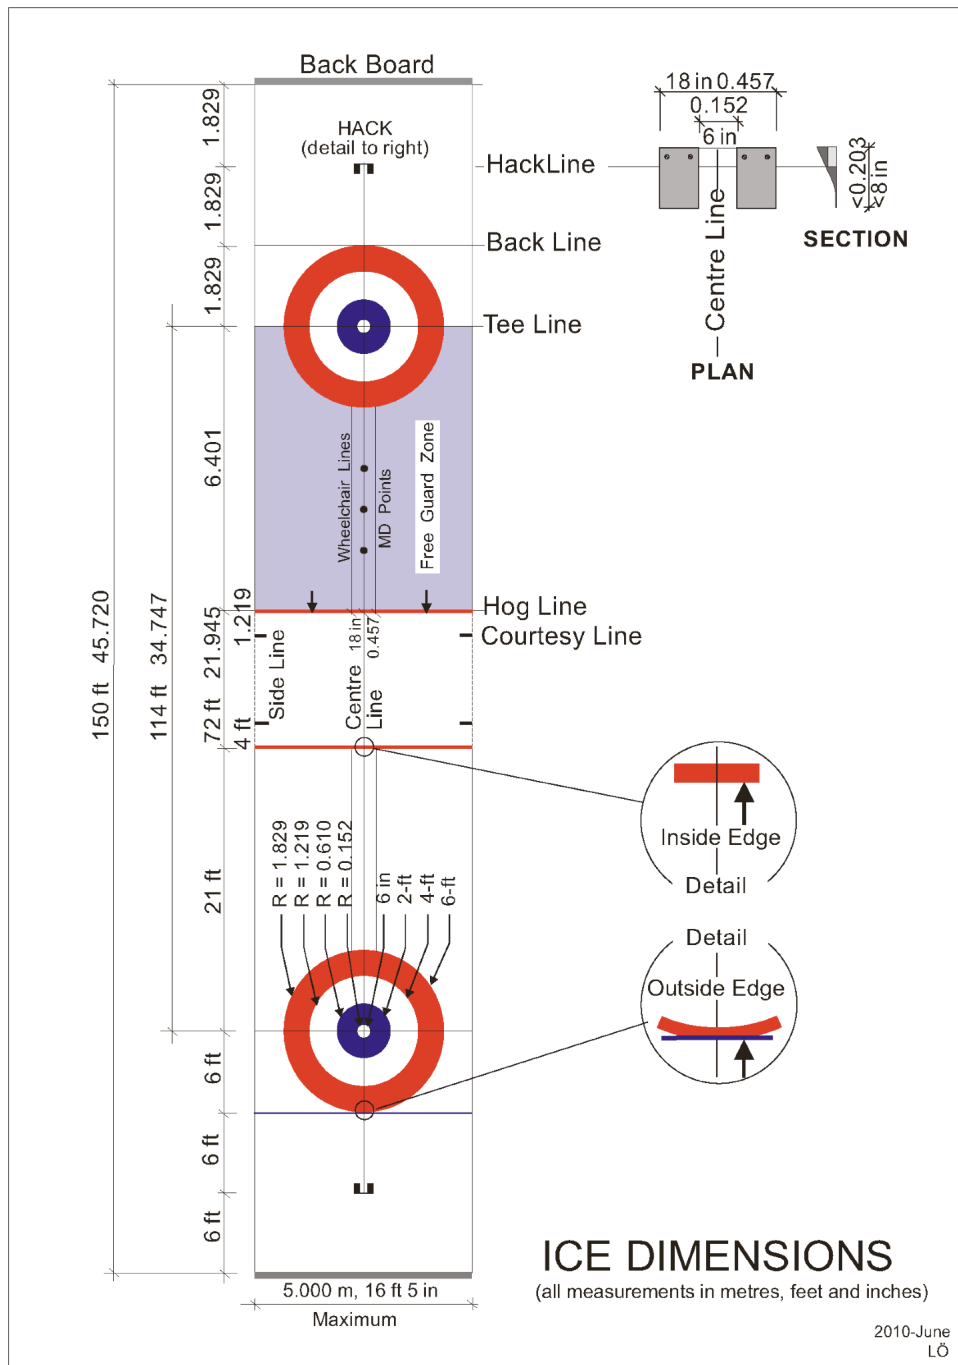 Back Board
HACK
(detail to right)
HackLine
Back Line
Tee Line
Hog Line
Courtesy Line
1.829
1.829
1.829
6.401
21.945
1.219
72 ft
4 ft
21 ft
6 ft
6 ft
6 ft
150 ft 45.720
114 ft 34.747
Wheelchair Lines
MD Points
Free Guard Zone
Side Line
Centre
Line
18 in
0.457
R = 1.829
R = 1.219
R = 0.610
R = 0.152
6 in
2-ft
4-ft
6-ft
5.000 m, 16 ft 5 in
Maximum
18 in 0.457
0.152
6 in
Centre Line
PLAN
<0.203
<8 in
SECTION
Inside Edge
Detail
Detail
Outside Edge
ICE DIMENSIONS
(all measurements in metres, feet and inches)
2010-June
LÖ